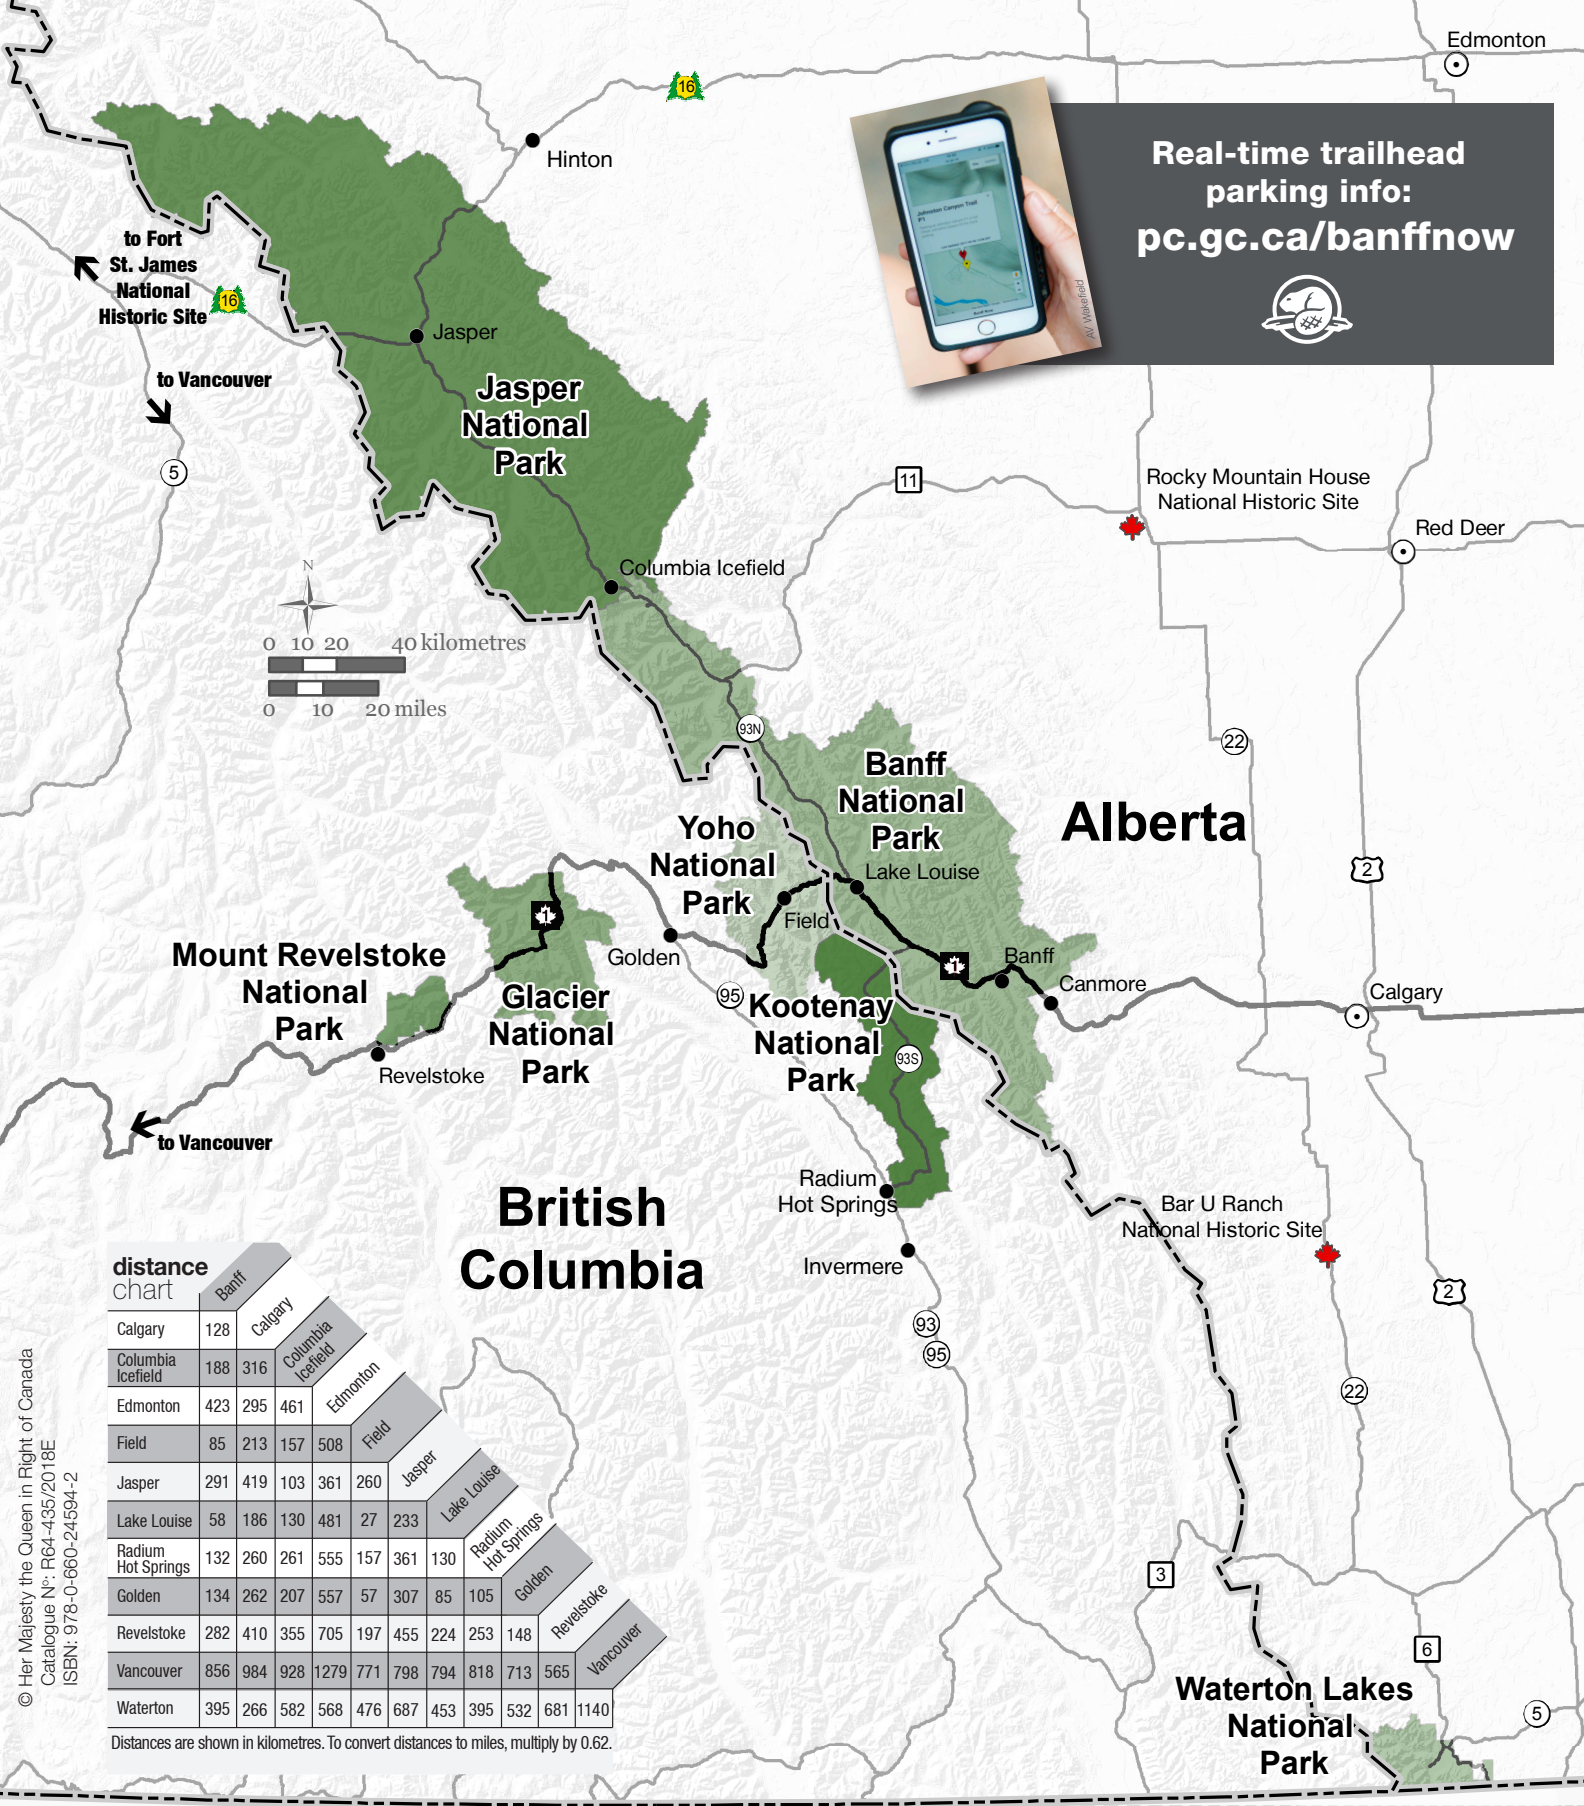 Edmonton
16
Hinton
Real-time trailhead
parking info:
pc.gc.ca/banffnow
Johnston Canyon Trail
P1
AV Wakefield
to Fort
St. James
National
Historic Site
16
Jasper
to Vancouver
Jasper
National
Park
5
11
Rocky Mountain House
National Historic Site
Red Deer
N
Columbia Icefield
0 10 20 40 kilometres
0 10 20 miles
93N
22
Banff
National
Park
Alberta
Yoho
National
Park
Lake Louise
2
1
Field
Golden
Mount Revelstoke
National
Park
1
Banff
Canmore
Calgary
95
Glacier
National
Park
Kootenay
National
Park
93S
Revelstoke
to Vancouver
Radium
Hot Springs
British
Columbia
Bar U Ranch
National Historic Site
Invermere
2
93
95
22
distance
chart
Banff
Calgary
Columbia
Icefield
Edmonton
Field
Jasper
Lake Louise
Radium
Hot Springs
Golden
Revelstoke
Vancouver
Calgary 128
Columbia
Icefield 188 316
Edmonton 423 295 461
Field 85 213 157 508
Jasper 291 419 103 361 260
Lake Louise 58 186 130 481 27 233
Radium
Hot Springs 132 260 261 555 157 361 130
Golden 134 262 207 557 57 307 85 105
Revelstoke 282 410 355 705 197 455 224 253 148
Vancouver 856 984 928 1279 771 798 794 818 713 565
Waterton 395 266 582 568 476 687 453 395 532 681 1140
Distances are shown in kilometres. To convert distances to miles, multiply by 0.62.
© Her Majesty the Queen in Right of Canada
Catalogue Nº: R64-435/2018E
ISBN: 978-0-660-24594-2
3
6
5
Waterton Lakes
National
Park